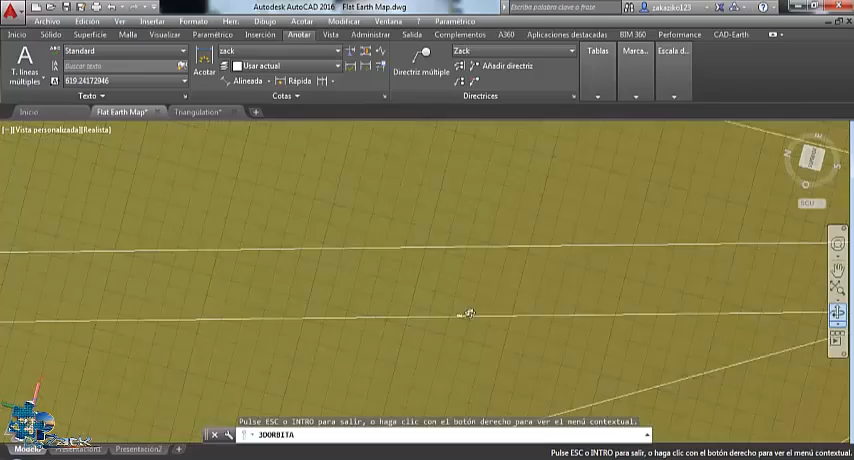 Autodesk AutoCAD 2016 Flat Earth Map.dwg
Escriba palabra clave o frase
zakaziko123
Archivo Edición Ver Insertar Formato Herr. Dibujo Acotar Modificar Ventana ? Paramétrico
Inicio Sólido Superficie Malla Visualizar Paramétrico Inserción Anotar Vista Administrar Salida Complementos A360 Aplicaciones destacadas BIM 360 Performance CAD-Earth
A
T. líneas múltiples
Standard
Buscar texto
619.24172946
Texto
Acotar
zack
Usar actual
Alineada
Rápida
Cotas
Directriz múltiple
Zack
Añadir directriz
Directrices
Tablas
Marca...
Escala d...
Inicio Flat Earth Map* Triangulation*
[–][Vista personalizada][Realista]
N
E
S
SCU
Pulse ESC o INTRO para salir, o haga clic con el botón derecho para ver el menú contextual.
3DORBITA
Modelo Presentación1 Presentación2
Pulse ESC o INTRO para salir, o haga clic con el botón derecho para ver el menú contextual.